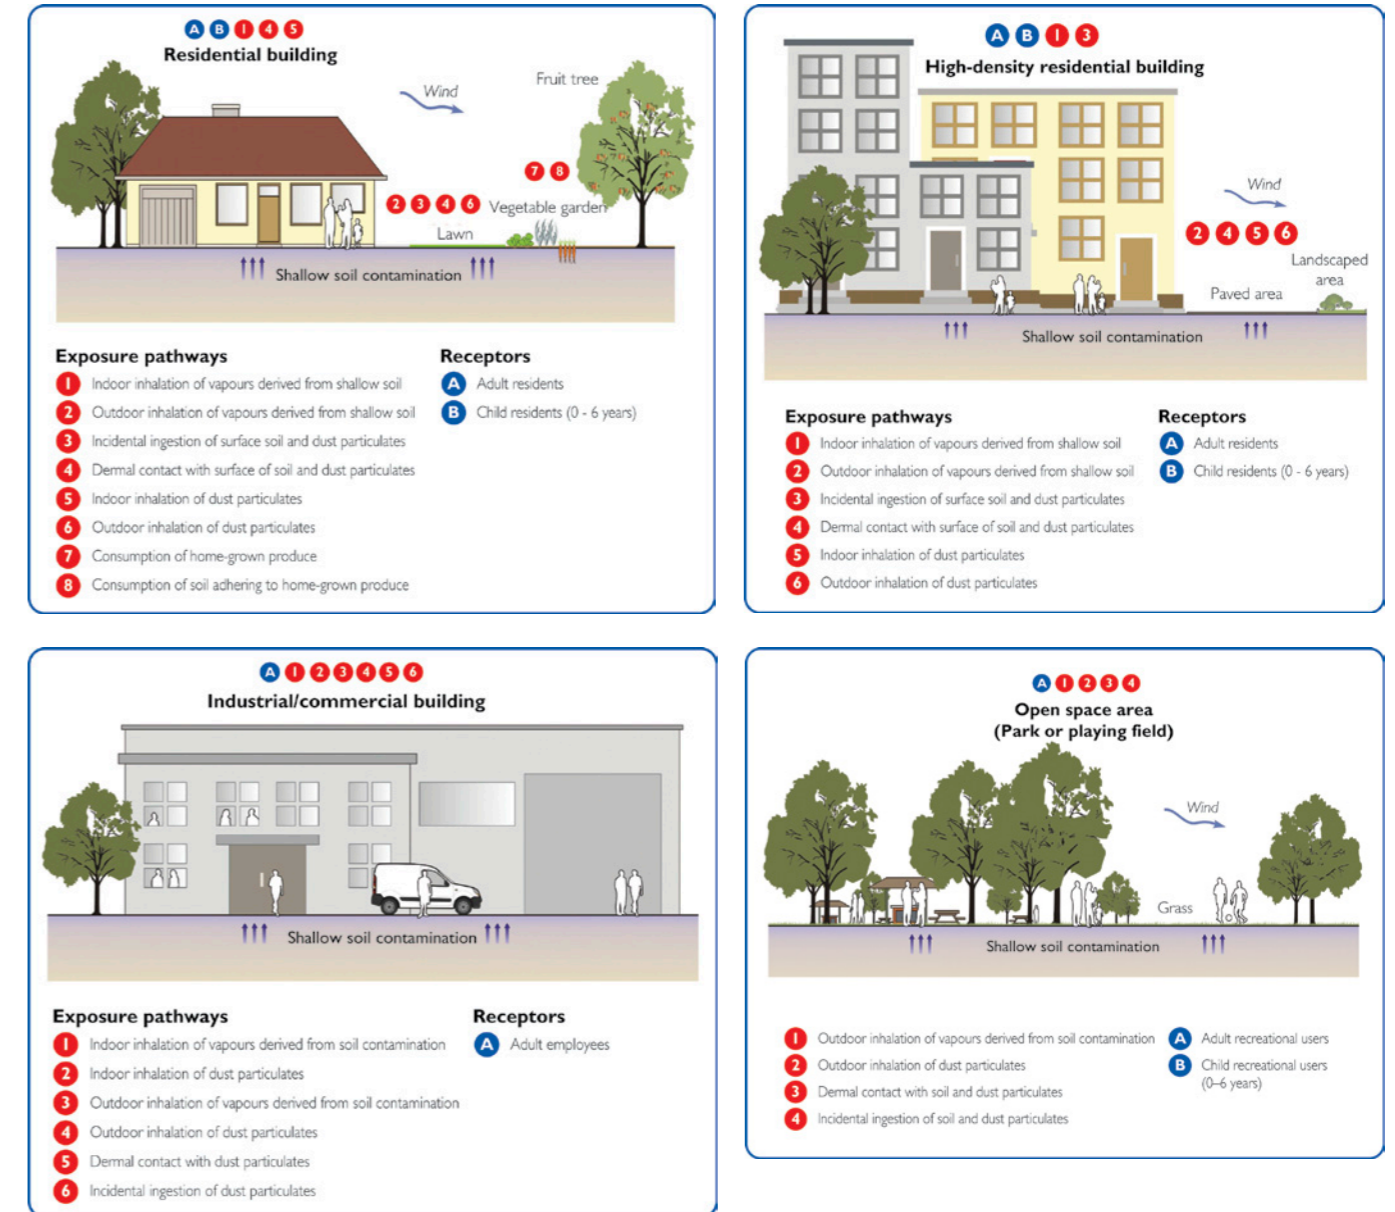 A B 1 4 5
Residential building
Wind
Fruit tree
7 8
2 3 4 6
Vegetable garden
Lawn
Shallow soil contamination
Exposure pathways
1 Indoor inhalation of vapours derived from shallow soil
2 Outdoor inhalation of vapours derived from shallow soil
3 Incidental ingestion of surface soil and dust particulates
4 Dermal contact with surface of soil and dust particulates
5 Indoor inhalation of dust particulates
6 Outdoor inhalation of dust particulates
7 Consumption of home-grown produce
8 Consumption of soil adhering to home-grown produce
Receptors
A Adult residents
B Child residents (0 - 6 years)
A B 1 3
High-density residential building
Wind
2 4 5 6
Landscaped
area
Paved area
Shallow soil contamination
Exposure pathways
1 Indoor inhalation of vapours derived from shallow soil
2 Outdoor inhalation of vapours derived from shallow soil
3 Incidental ingestion of surface soil and dust particulates
4 Dermal contact with surface of soil and dust particulates
5 Indoor inhalation of dust particulates
6 Outdoor inhalation of dust particulates
Receptors
A Adult residents
B Child residents (0 - 6 years)
A 1 2 3 4 5 6
Industrial/commercial building
Shallow soil contamination
Exposure pathways
1 Indoor inhalation of vapours derived from soil contamination
2 Indoor inhalation of dust particulates
3 Outdoor inhalation of vapours derived from soil contamination
4 Outdoor inhalation of dust particulates
5 Dermal contact with dust particulates
6 Incidental ingestion of dust particulates
Receptors
A Adult employees
A 1 2 3 4
Open space area
(Park or playing field)
Wind
Grass
Shallow soil contamination
1 Outdoor inhalation of vapours derived from soil contamination
2 Outdoor inhalation of dust particulates
3 Dermal contact with soil and dust particulates
4 Incidental ingestion of soil and dust particulates
A Adult recreational users
B Child recreational users
(0–6 years)